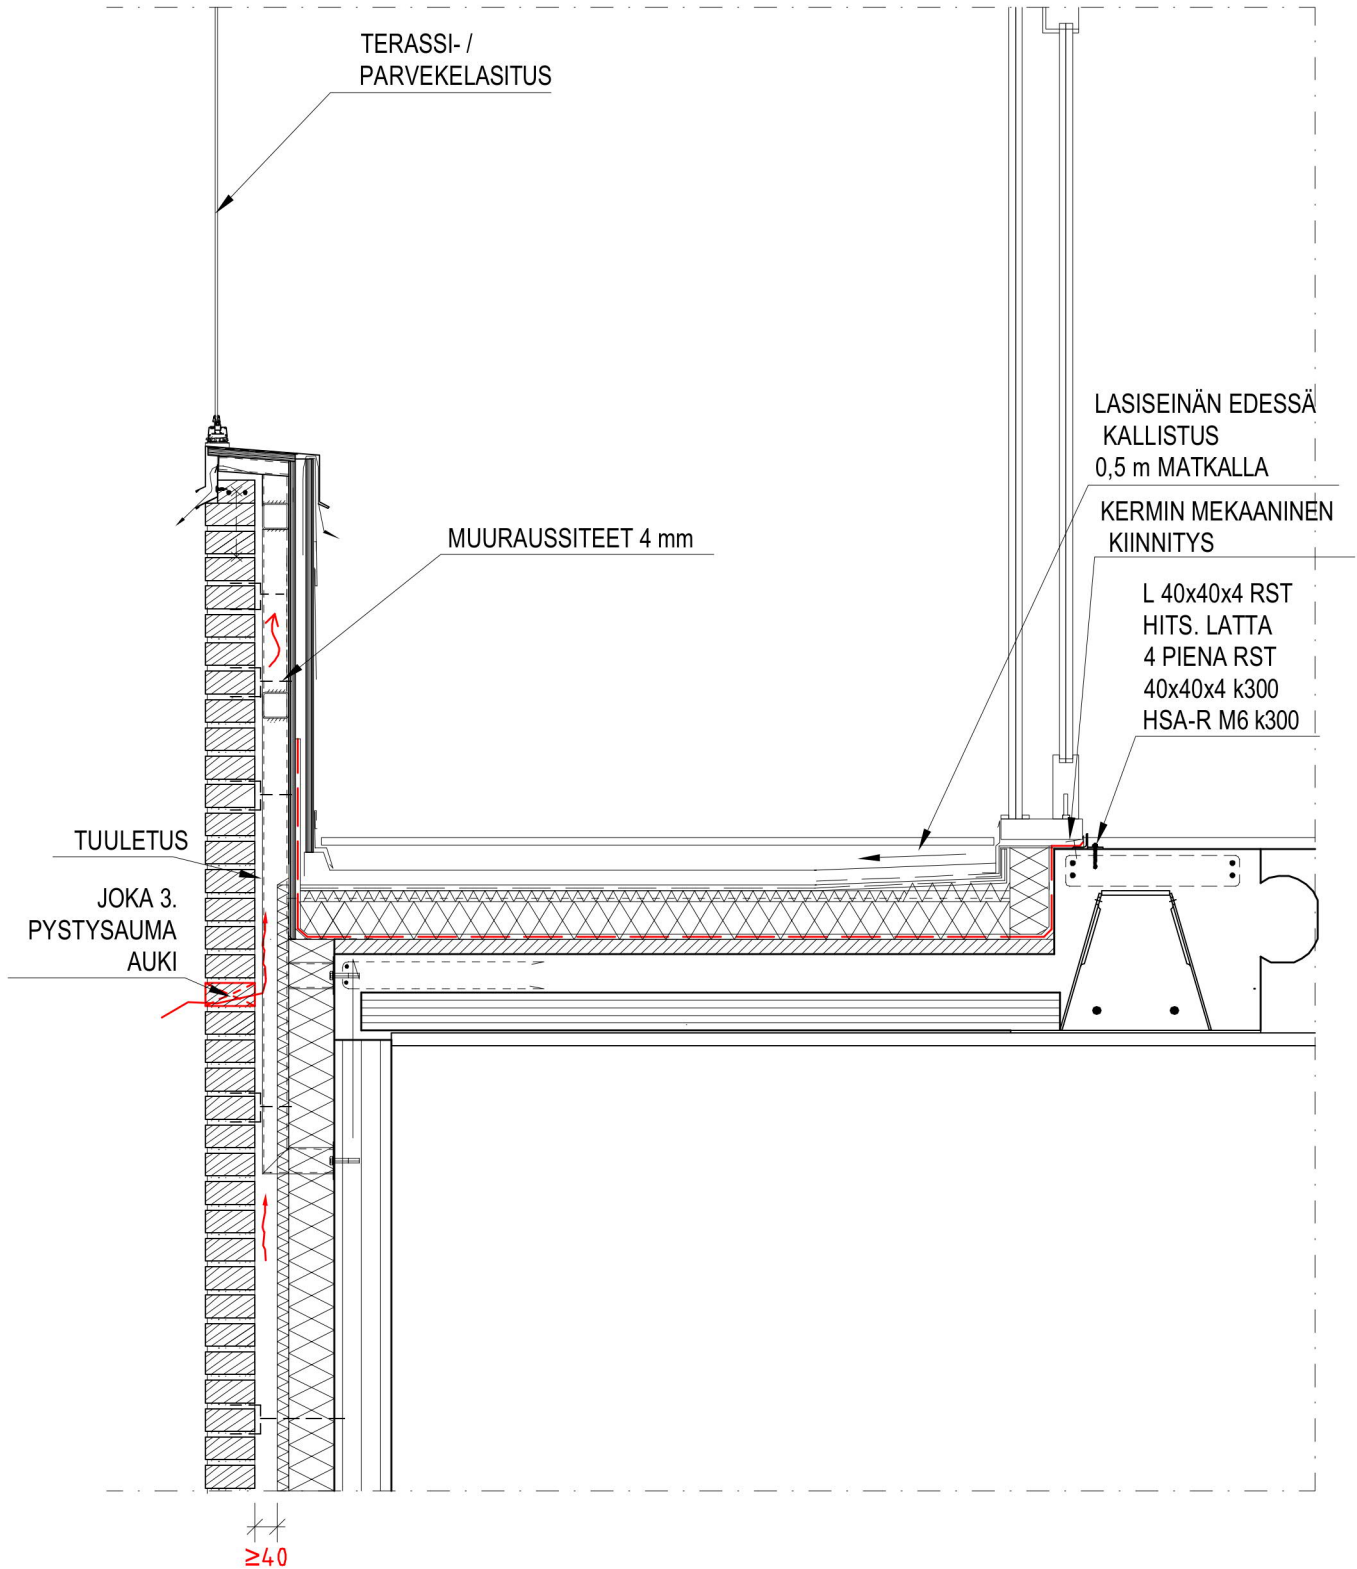 TERASSI- /
PARVEKELASITUS
LASISEINÄN EDESSÄ
KALLISTUS
0,5 m MATKALLA
KERMIN MEKAANINEN
KIINNITYS
MUURAUSSITEET 4 mm
L 40x40x4 RST
HITS. LATTA
4 PIENA RST
40x40x4 k300
HSA-R M6 k300
TUULETUS
JOKA 3.
PYSTYSAUMA
AUKI
≥40